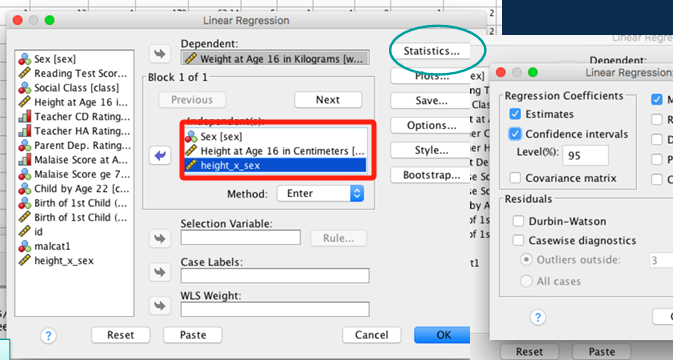 Linear Regression
Dependent:
Weight at Age 16 in Kilograms [w...
Block 1 of 1
Previous
Next
Independent(s):
Sex [sex]
Height at Age 16 in Centimeters [...
height_x_sex
Method:
Enter
Selection Variable:
Rule...
Case Labels:
WLS Weight:
Sex [sex]
Reading Test Scor...
Social Class [class]
Height at Age 16 i...
Teacher CD Rating...
Teacher HA Rating...
Parent Dep. Rating...
Malaise Score at A...
Malaise Score ge 7...
Child by Age 22 [c...
Birth of 1st Child (...
Birth of 1st Child (...
id
malcat1
height_x_sex
Statistics...
Plots...
Save...
Options...
Style...
Bootstrap...
?
Reset
Paste
Cancel
OK
Linear Regre
Dependent:
Linear Regression:
Regression Coefficients
Estimates
Confidence intervals
Level(%): 95
Covariance matrix
Residuals
Durbin-Watson
Casewise diagnostics
Outliers outside: 3
All cases
?
Reset
Paste